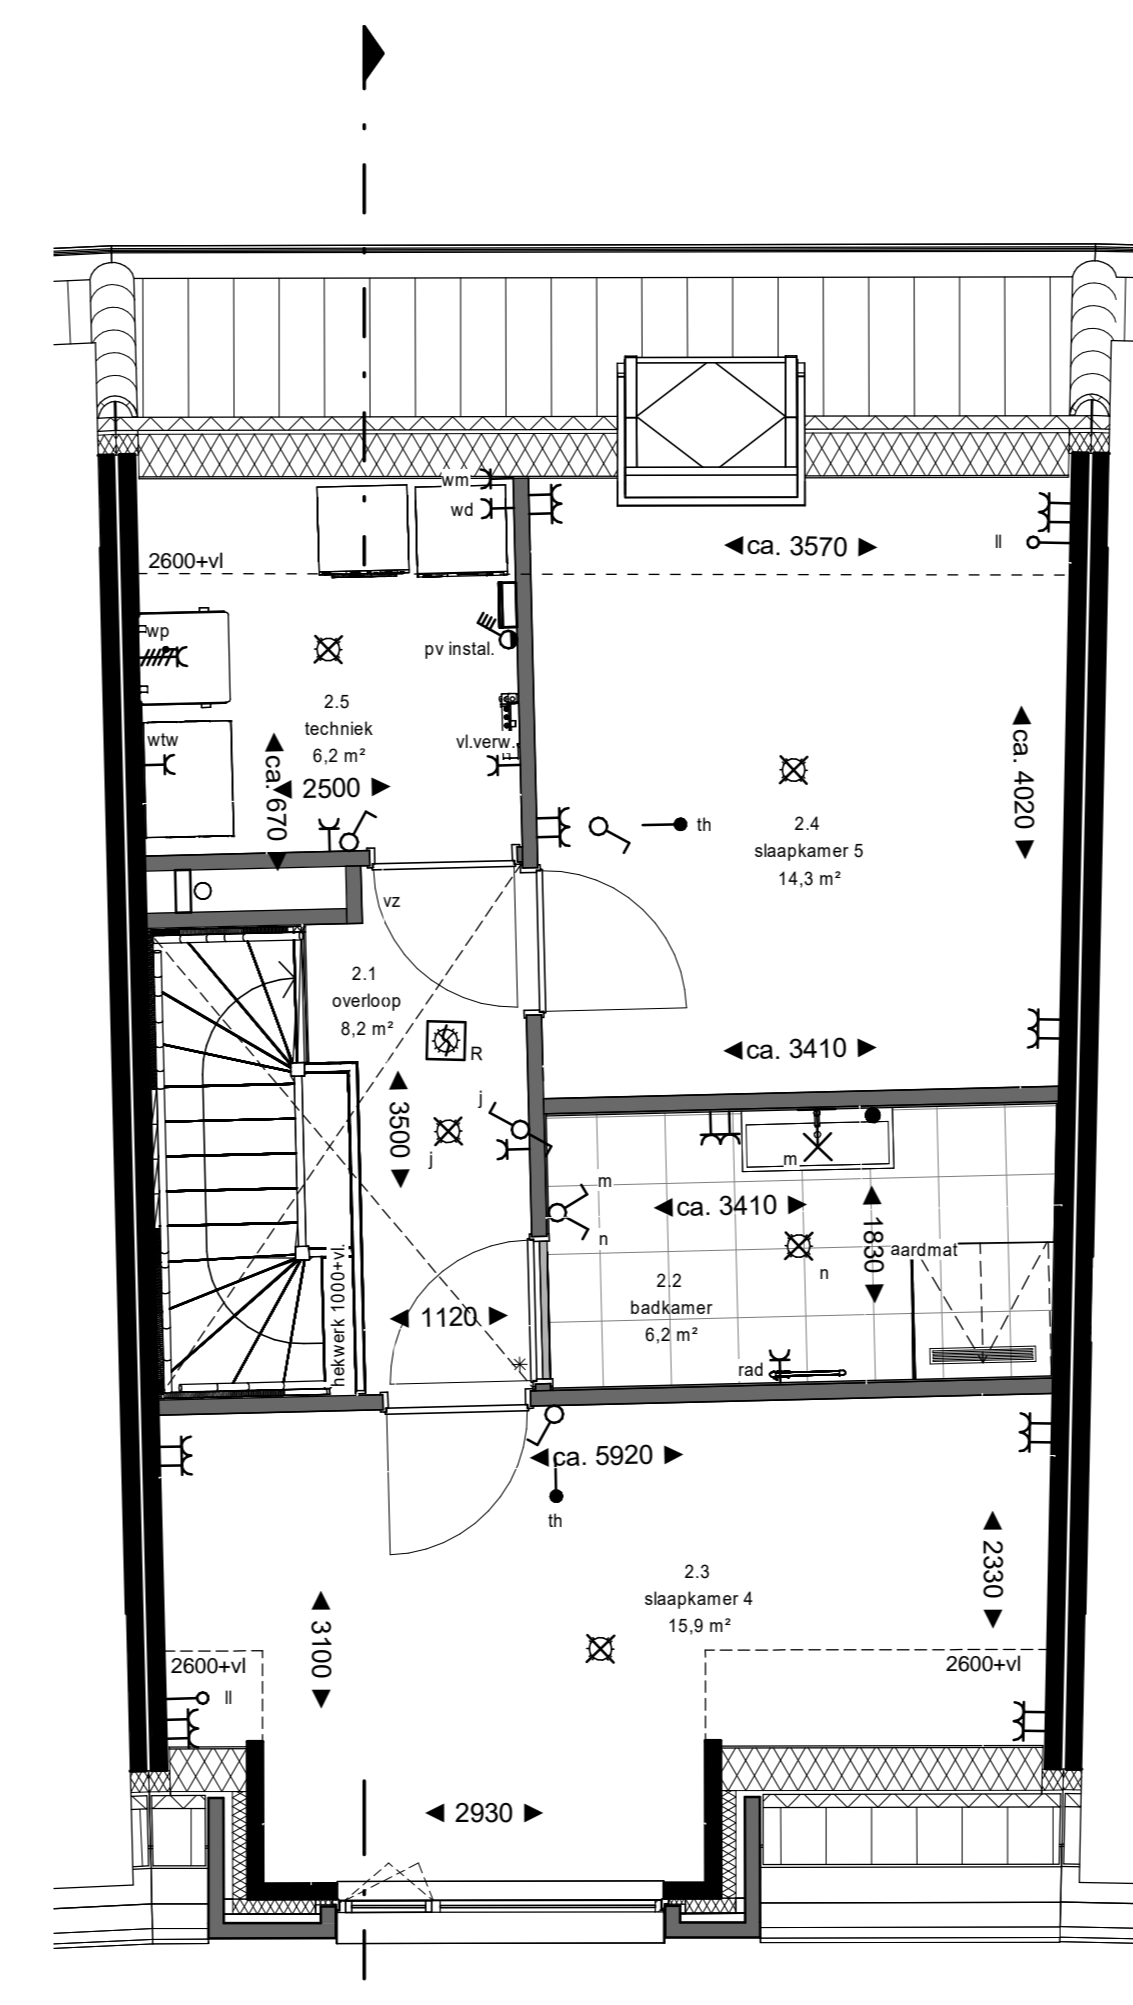 wm
wd
ca. 3570
ll
2600+vl
wp
pv instal.
2.5
techniek
6,2 m²
wtw
vl.verw.
ca. 670
2500
ca. 4020
th
2.4
slaapkamer 5
14,3 m²
vz
2.1
overloop
8,2 m²
R
ca. 3410
j
3500
j
m
m
ca. 3410
n
1830
aardmat
n
2.2
badkamer
6,2 m²
hekwerk 1000+vl.
1120
rad
ca. 5920
th
2330
2.3
slaapkamer 4
15,9 m²
3100
2600+vl
2600+vl
ll
2930